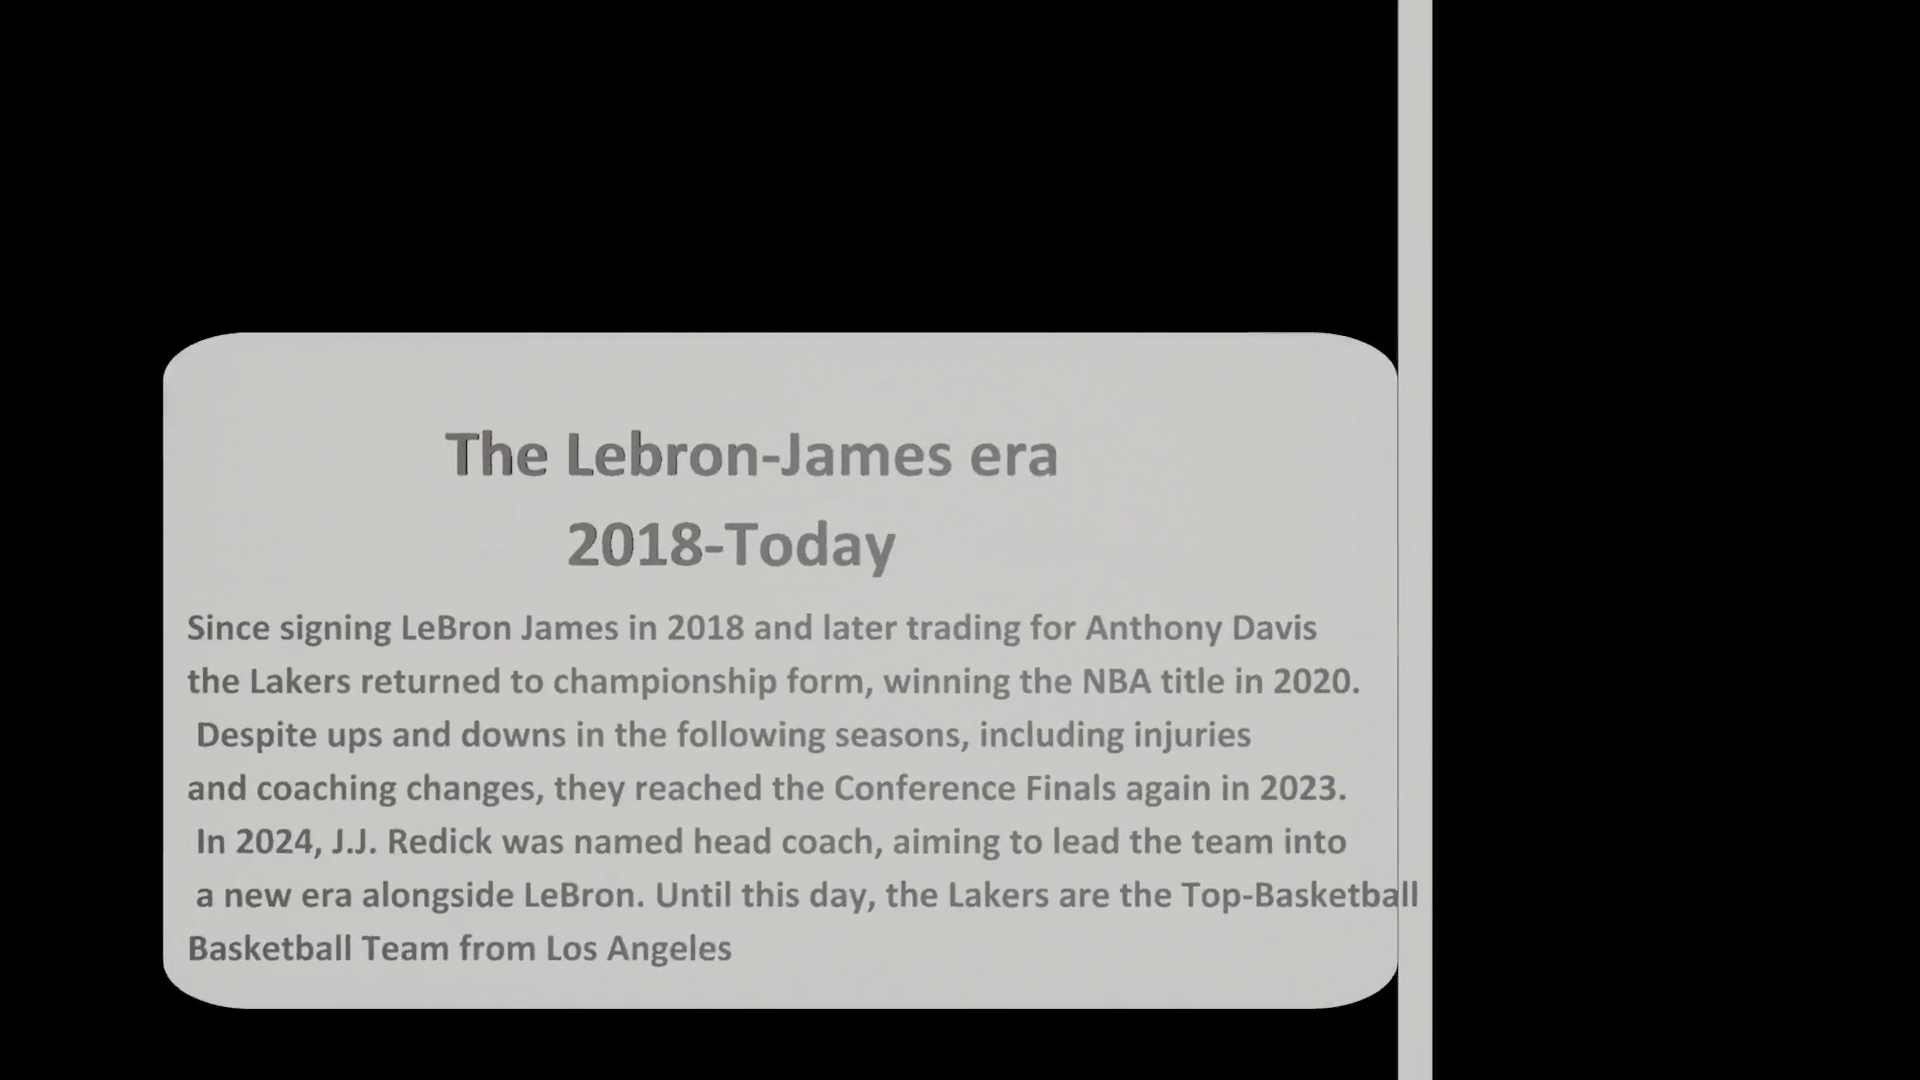 The Lebron-James era
2018-Today
Since signing LeBron James in 2018 and later trading for Anthony Davis
the Lakers returned to championship form, winning the NBA title in 2020.
Despite ups and downs in the following seasons, including injuries
and coaching changes, they reached the Conference Finals again in 2023.
In 2024, J.J. Redick was named head coach, aiming to lead the team into
a new era alongside LeBron. Until this day, the Lakers are the Top-Basketball
Basketball Team from Los Angeles